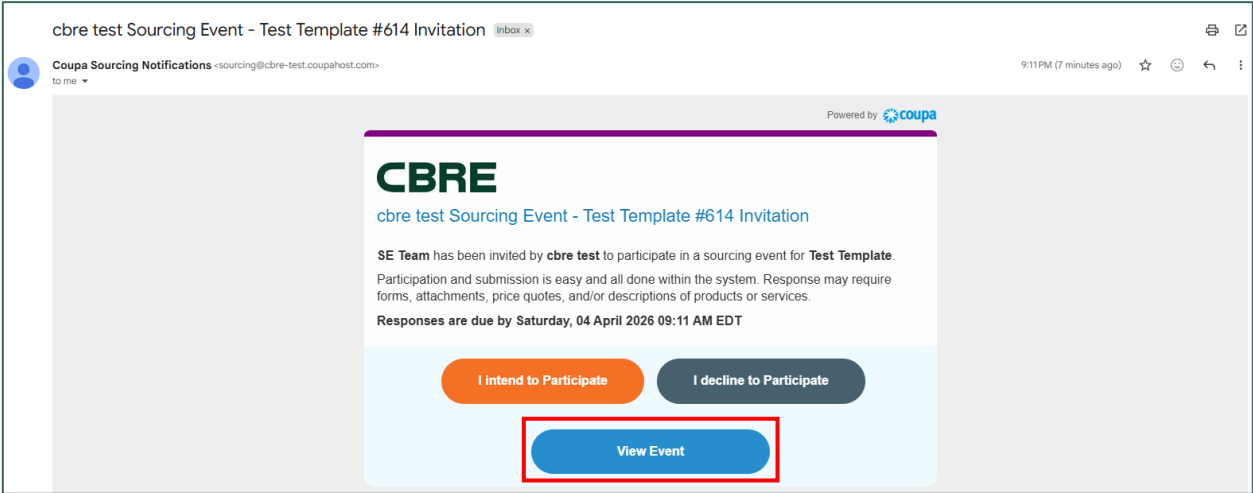 cbre test Sourcing Event - Test Template #614 Invitation Inbox x
Coupa Sourcing Notifications <sourcing@cbre-test.coupahost.com>
9:11 PM (7 minutes ago)
to me
Powered by coupa
CBRE
cbre test Sourcing Event - Test Template #614 Invitation
SE Team has been invited by cbre test to participate in a sourcing event for Test Template.
Participation and submission is easy and all done within the system. Response may require
forms, attachments, price quotes, and/or descriptions of products or services.
Responses are due by Saturday, 04 April 2026 09:11 AM EDT
I intend to Participate
I decline to Participate
View Event